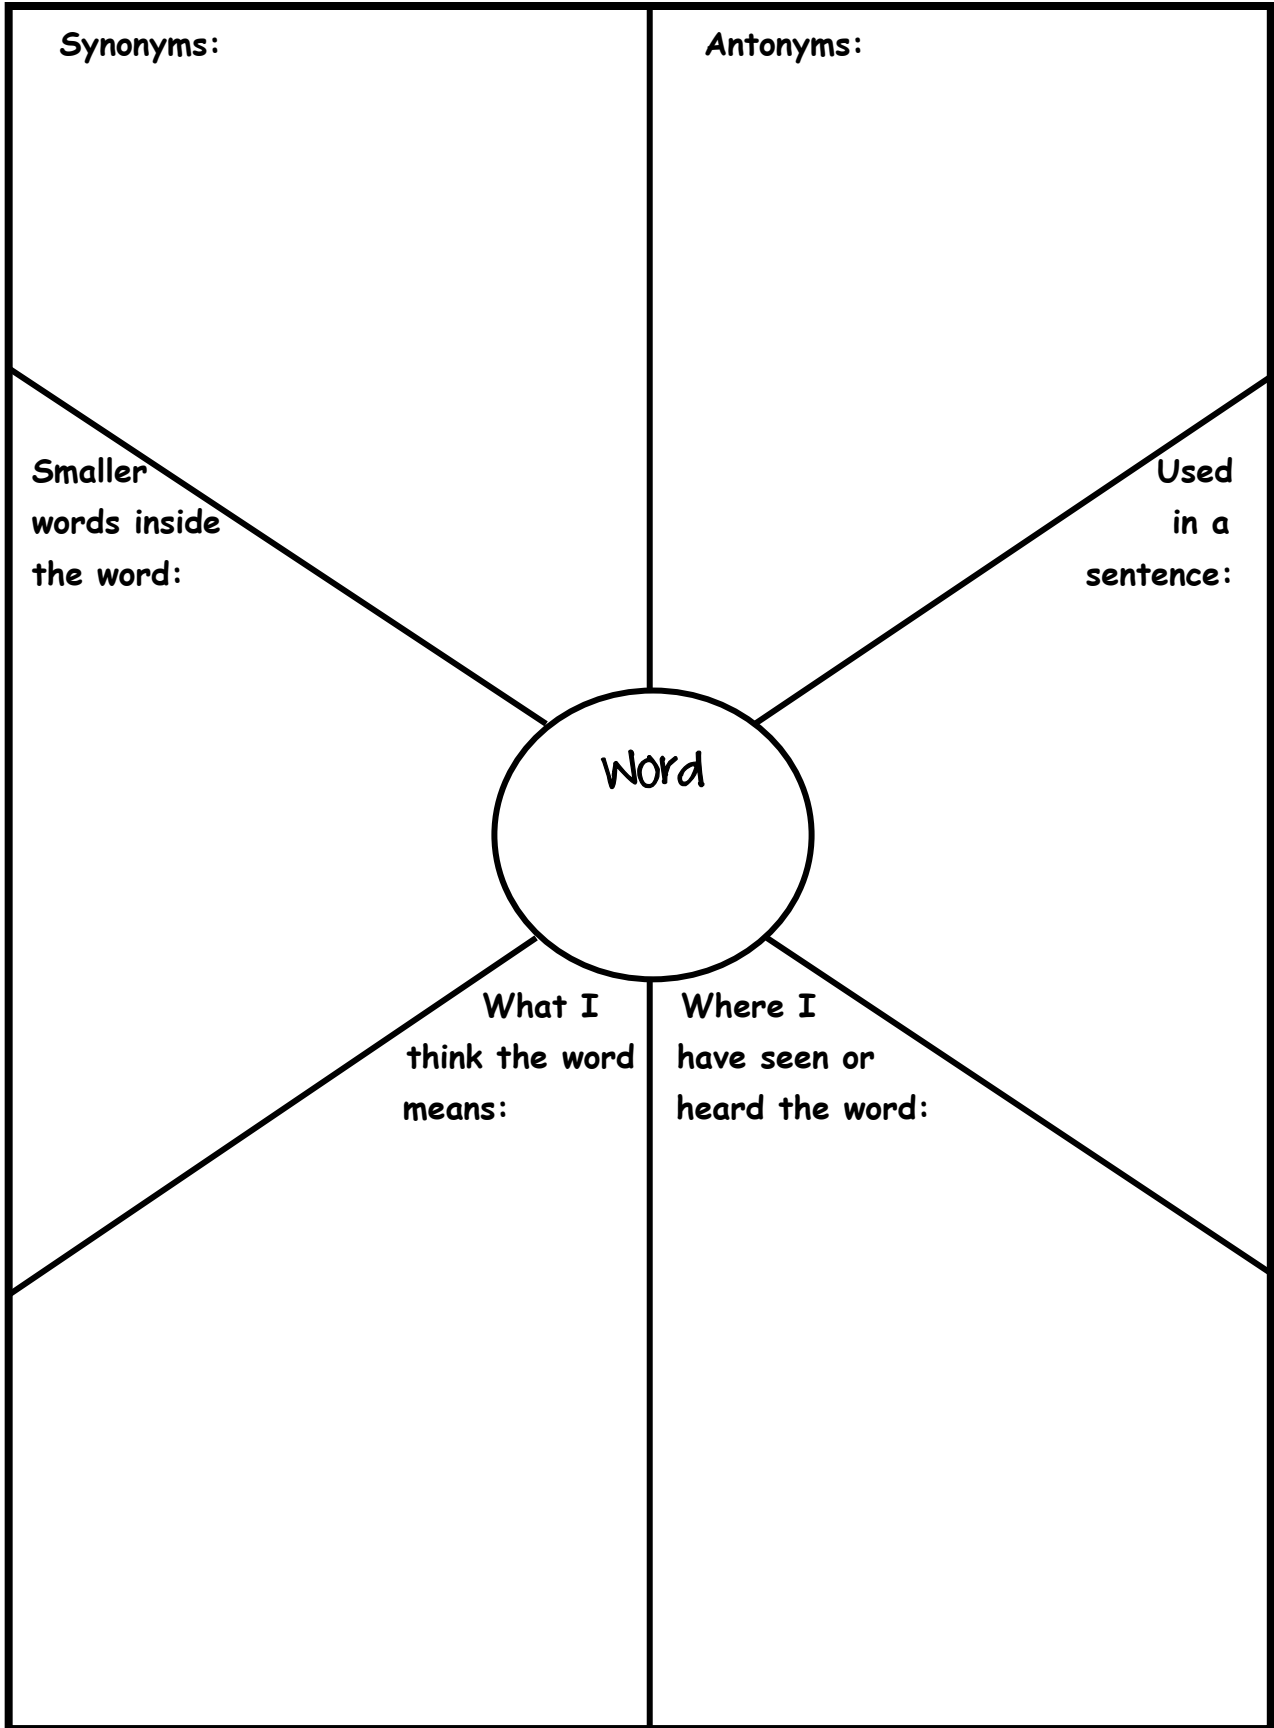 Synonyms:
Antonyms:
Smaller
words inside
the word:
Used
in a
sentence:
Word
What I
think the word
means:
Where I
have seen or
heard the word: